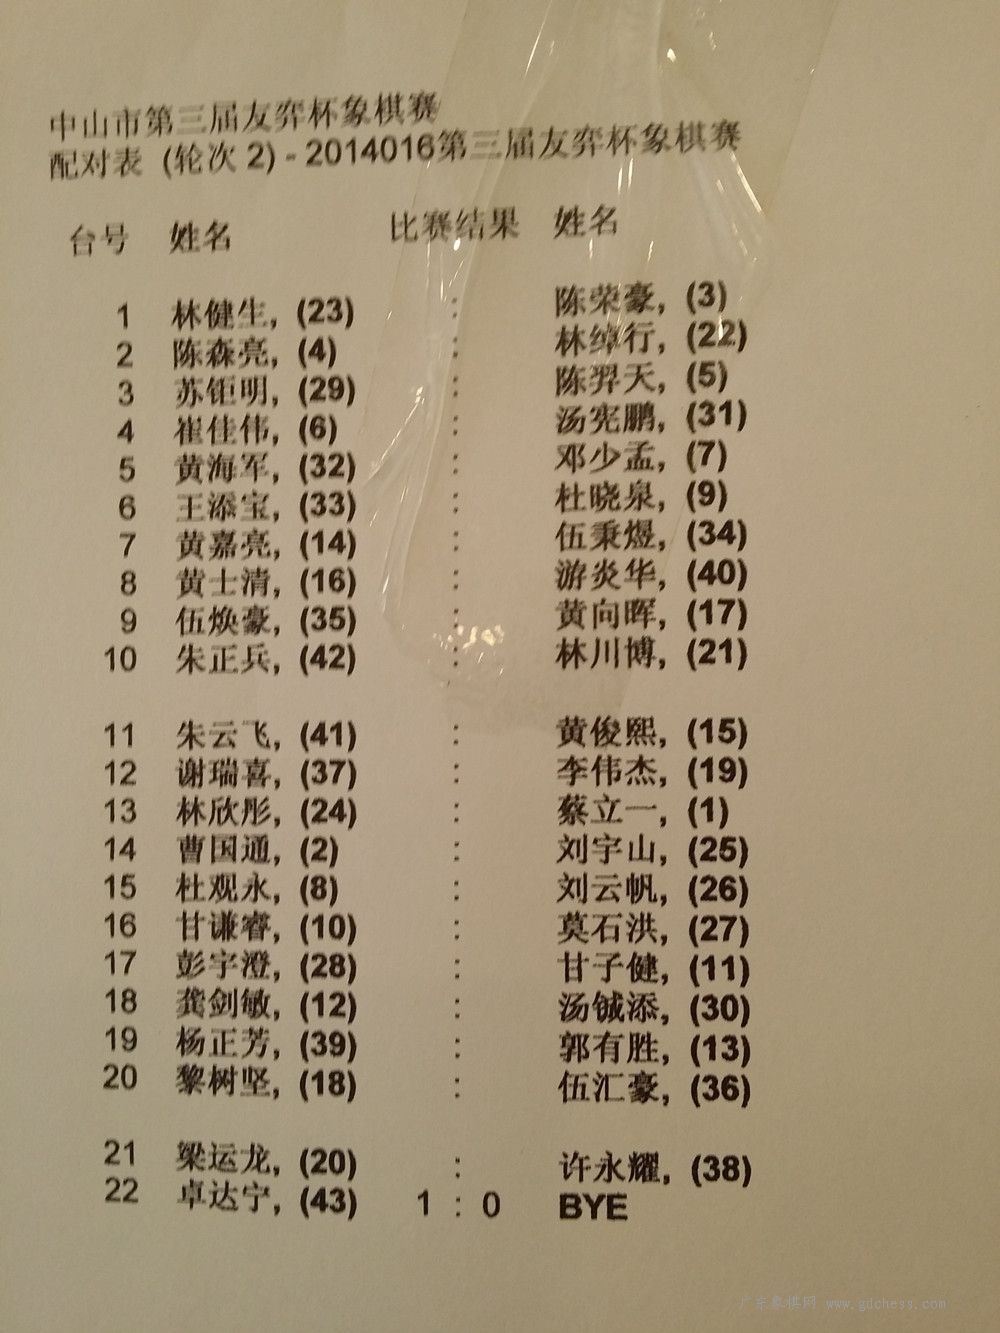 中山市第三届友弈杯象棋赛
配对表 (轮次 2) - 2014016第三届友弈杯象棋赛
台号 姓名 比赛结果 姓名
1 林健生, (23) : 陈荣豪, (3)
2 陈森亮, (4) : 林绰行, (22)
3 苏钜明, (29) : 陈羿天, (5)
4 崔佳伟, (6) : 汤宪鹏, (31)
5 黄海军, (32) : 邓少孟, (7)
6 王添宝, (33) : 杜晓泉, (9)
7 黄嘉亮, (14) : 伍秉煜, (34)
8 黄士清, (16) : 游炎华, (40)
9 伍焕豪, (35) : 黄向晖, (17)
10 朱正兵, (42) : 林川博, (21)
11 朱云飞, (41) : 黄俊熙, (15)
12 谢瑞喜, (37) : 李伟杰, (19)
13 林欣彤, (24) : 蔡立一, (1)
14 曹国通, (2) : 刘宇山, (25)
15 杜观永, (8) : 刘云帆, (26)
16 甘谦睿, (10) : 莫石洪, (27)
17 彭宇澄, (28) : 甘子健, (11)
18 龚剑敏, (12) : 汤铖添, (30)
19 杨正芳, (39) : 郭有胜, (13)
20 黎树坚, (18) : 伍汇豪, (36)
21 梁运龙, (20) : 许永耀, (38)
22 卓达宁, (43) 1 : 0 BYE
广东象棋网 www.gdchess.com